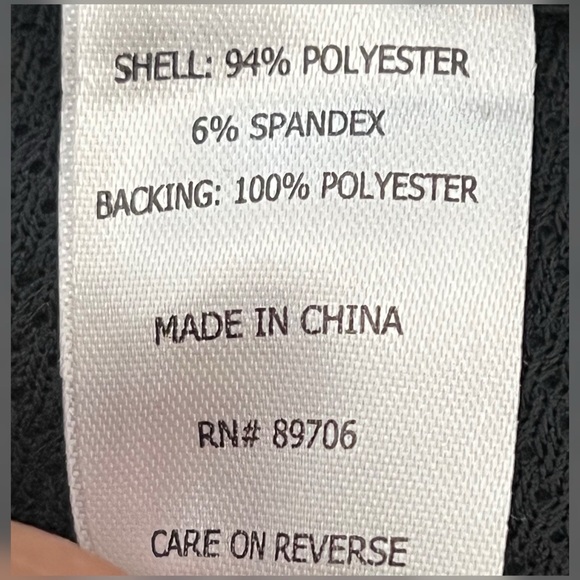 SHELL: 94% POLYESTER
6% SPANDEX
BACKING: 100% POLYESTER
MADE IN CHINA
RN# 89706
CARE ON REVERSE